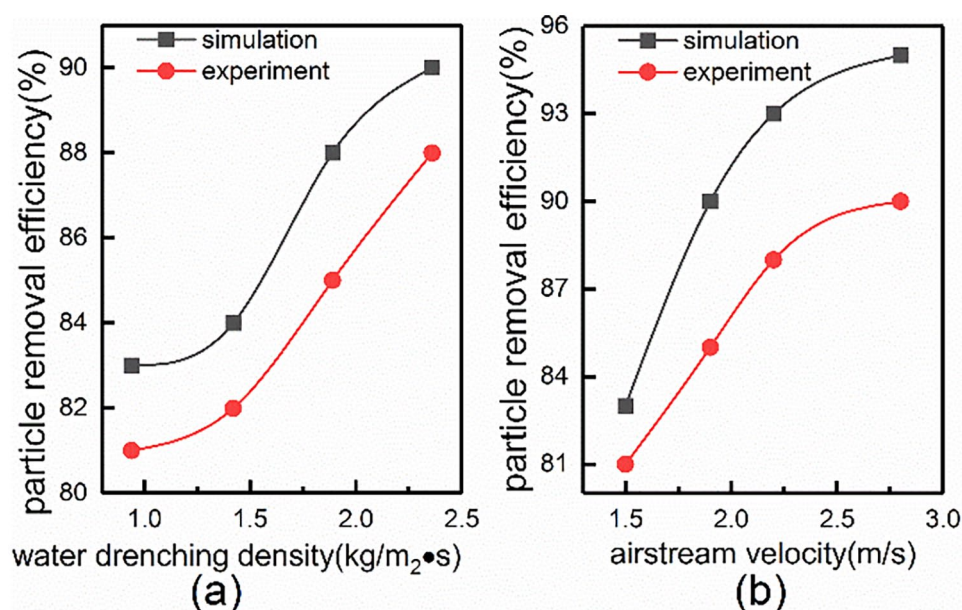 simulation
experiment
particle removal efficiency(%)
90
88
86
84
82
80
1.0 1.5 2.0 2.5
water drenching density(kg/m₂●s)
(a)
simulation
experiment
particle removal efficiency(%)
96
93
90
87
84
81
1.5 2.0 2.5 3.0
airstream velocity(m/s)
(b)